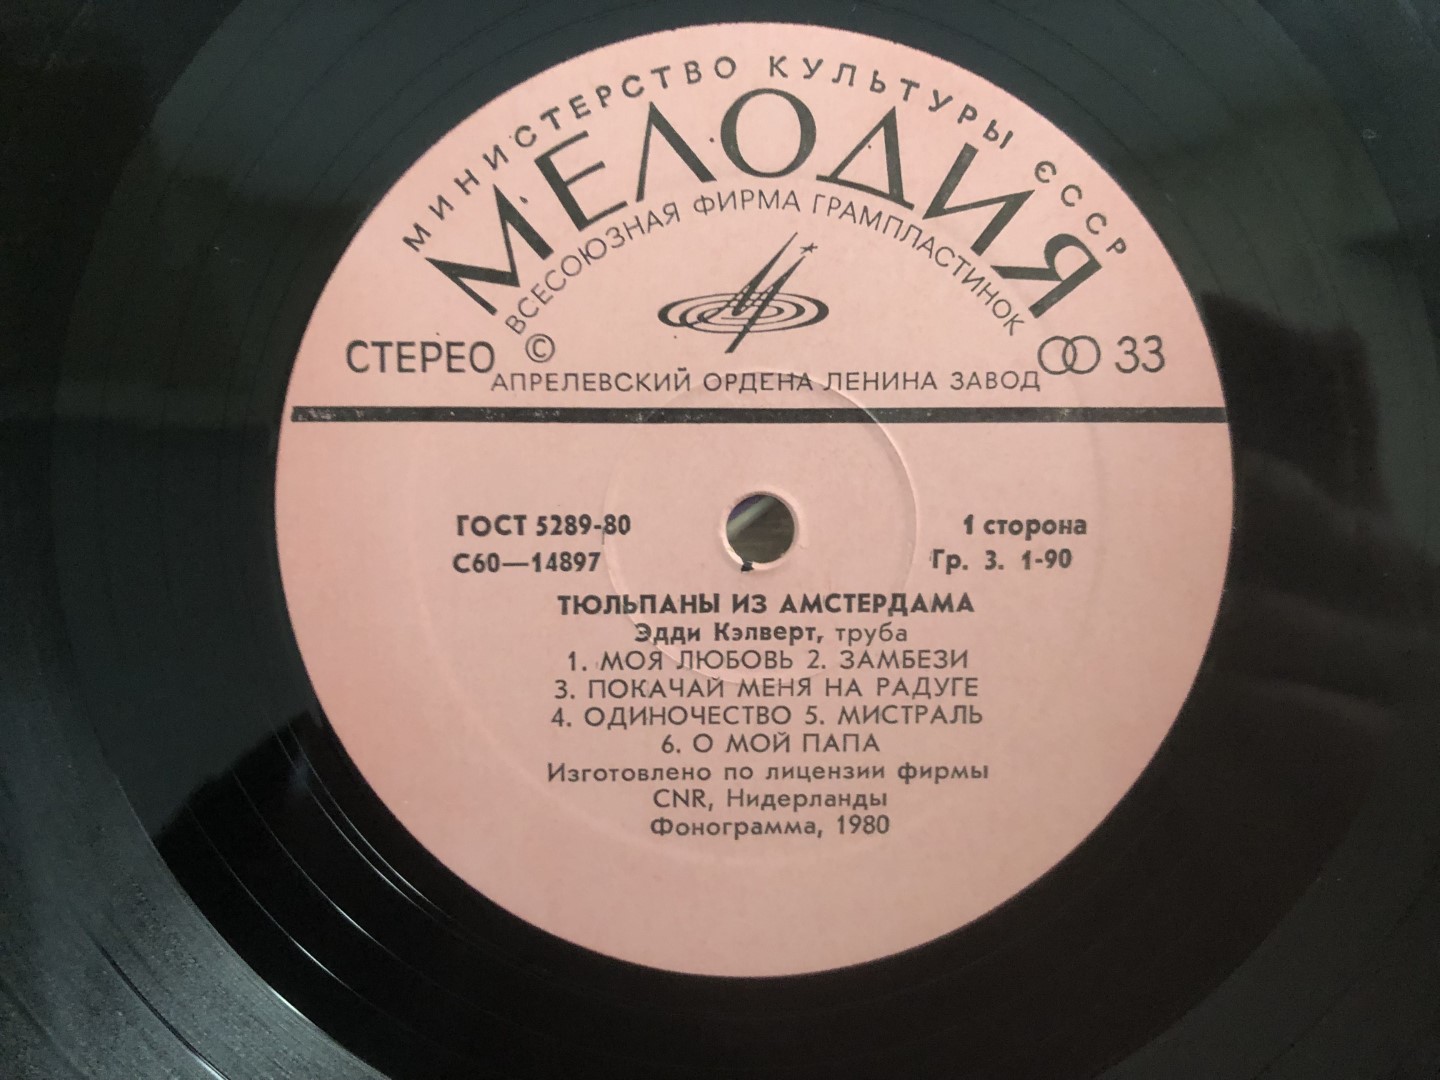 МИНИСТЕРСТВО КУЛЬТУРЫ СССР
МЕЛОДИЯ
ВСЕСОЮЗНАЯ ФИРМА ГРАМПЛАСТИНОК
СТЕРЕО © 33
АПРЕЛЕВСКИЙ ОРДЕНА ЛЕНИНА ЗАВОД
ГОСТ 5289-80 1 сторона
С60—14897 Гр. 3. 1-90
ТЮЛЬПАНЫ ИЗ АМСТЕРДАМА
Эдди Кэлверт, труба
1. МОЯ ЛЮБОВЬ 2. ЗАМБЕЗИ
3. ПОКАЧАЙ МЕНЯ НА РАДУГЕ
4. ОДИНОЧЕСТВО 5. МИСТРАЛЬ
6. О МОЙ ПАПА
Изготовлено по лицензии фирмы
CNR, Нидерланды
Фонограмма, 1980